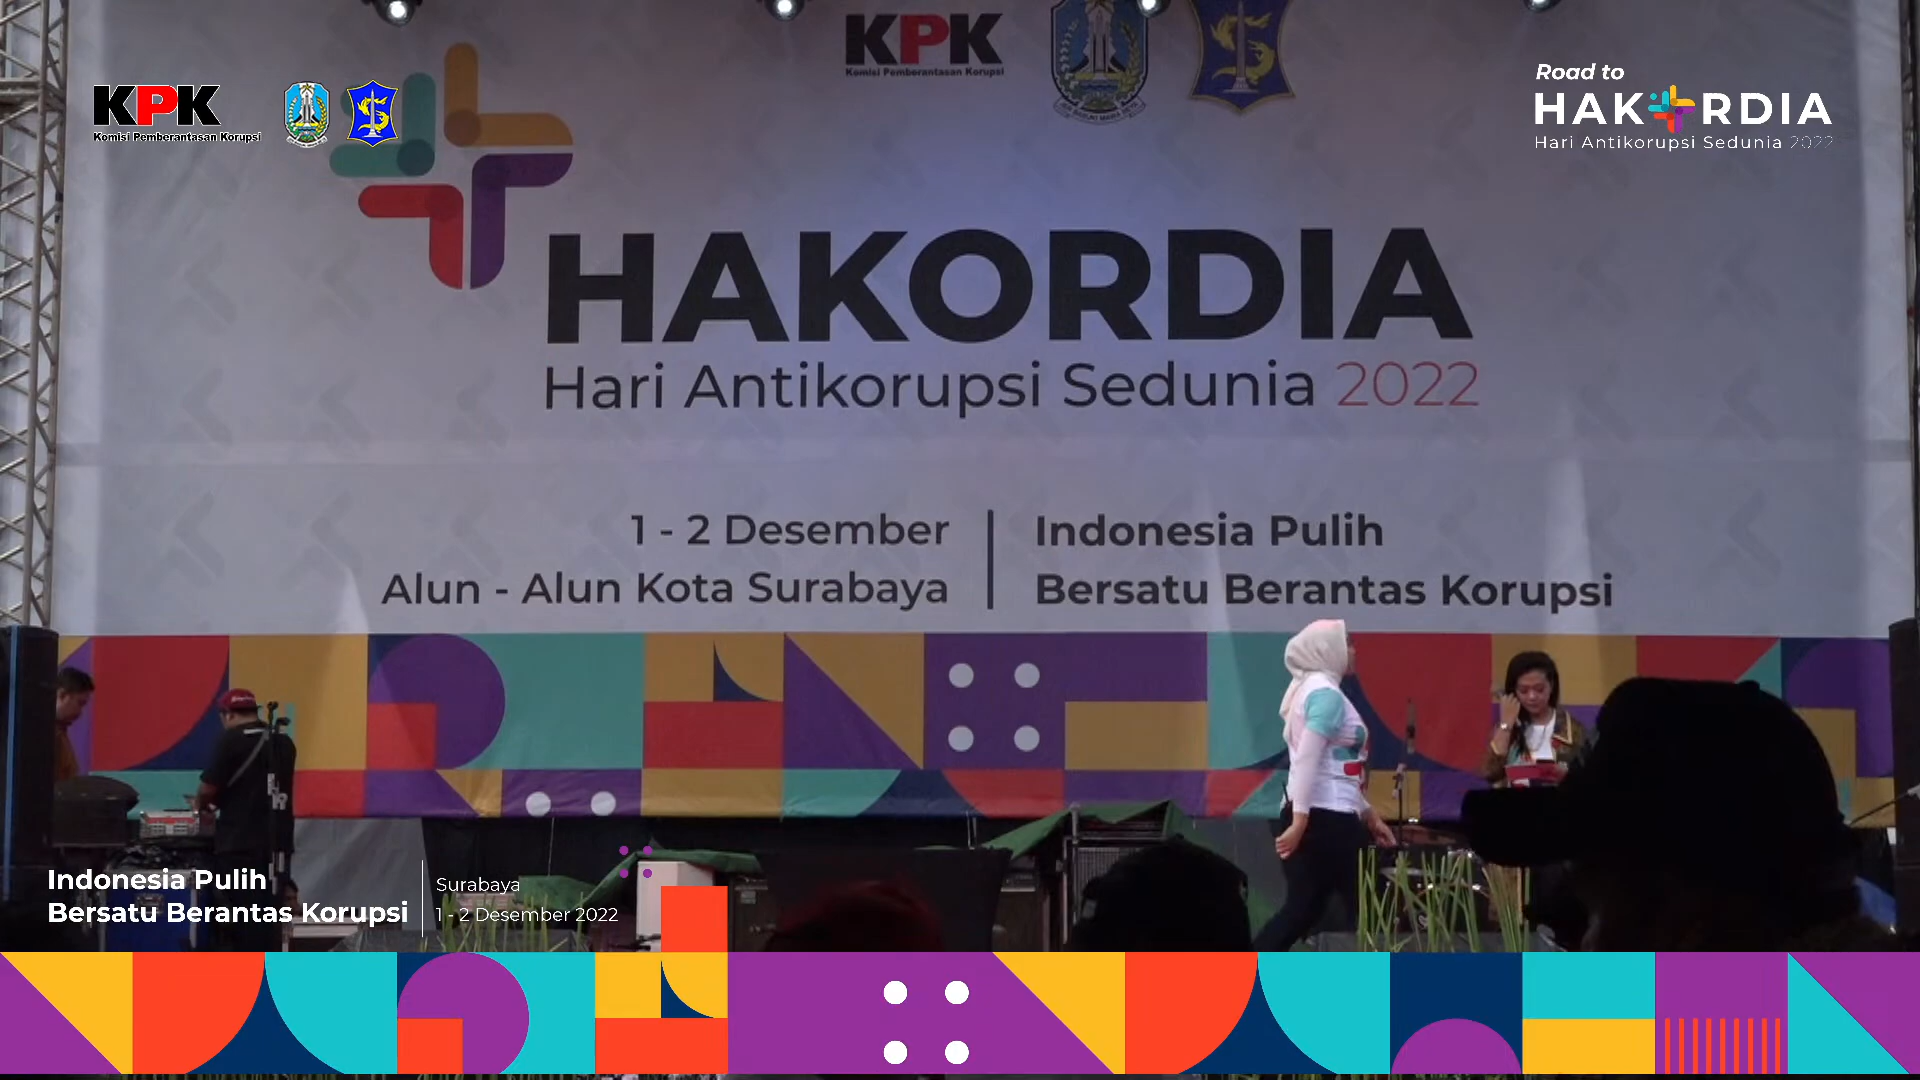 KPK
Komisi Pemberantasan Korupsi
KPK
Komisi Pemberantasan Korupsi
Road to
HAKORDIA
Hari Antikorupsi Sedunia 2022
HAKORDIA
Hari Antikorupsi Sedunia 2022
1 - 2 Desember
Alun - Alun Kota Surabaya
Indonesia Pulih
Bersatu Berantas Korupsi
Indonesia Pulih
Bersatu Berantas Korupsi
Surabaya
1 - 2 Desember 2022